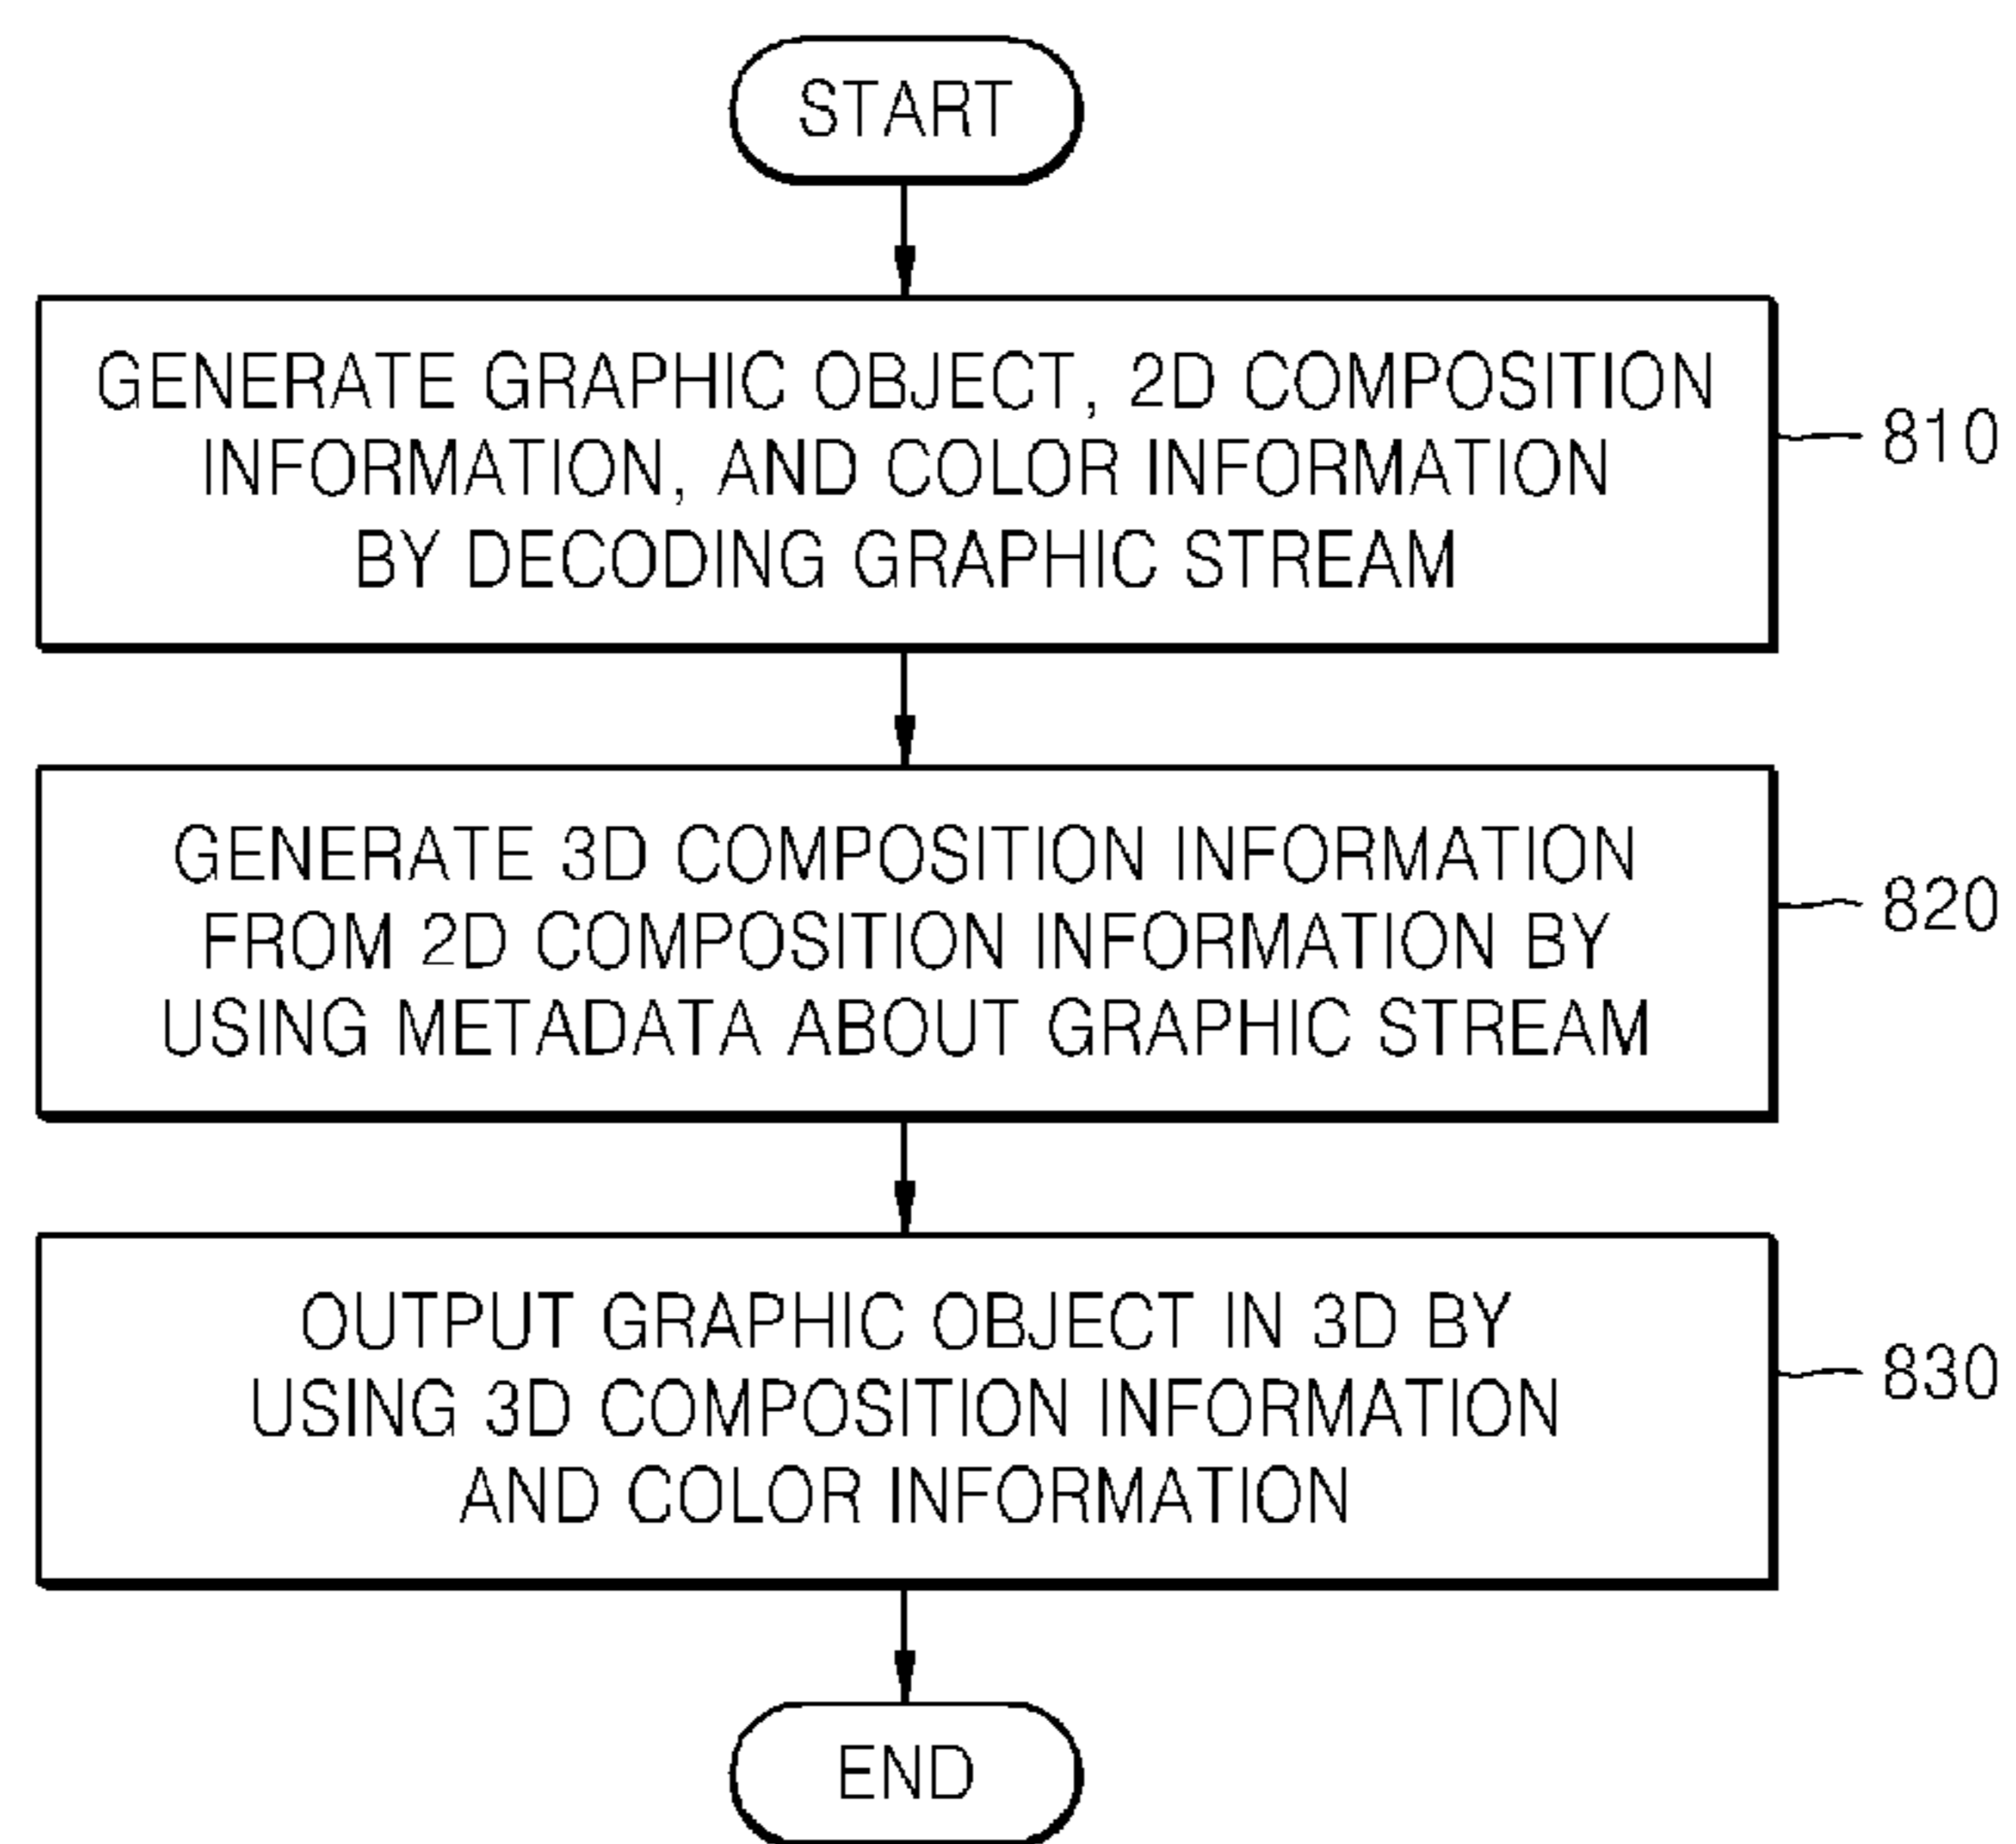 START
GENERATE GRAPHIC OBJECT, 2D COMPOSITION
INFORMATION, AND COLOR INFORMATION
BY DECODING GRAPHIC STREAM
810
GENERATE 3D COMPOSITION INFORMATION
FROM 2D COMPOSITION INFORMATION BY
USING METADATA ABOUT GRAPHIC STREAM
820
OUTPUT GRAPHIC OBJECT IN 3D BY
USING 3D COMPOSITION INFORMATION
AND COLOR INFORMATION
830
END